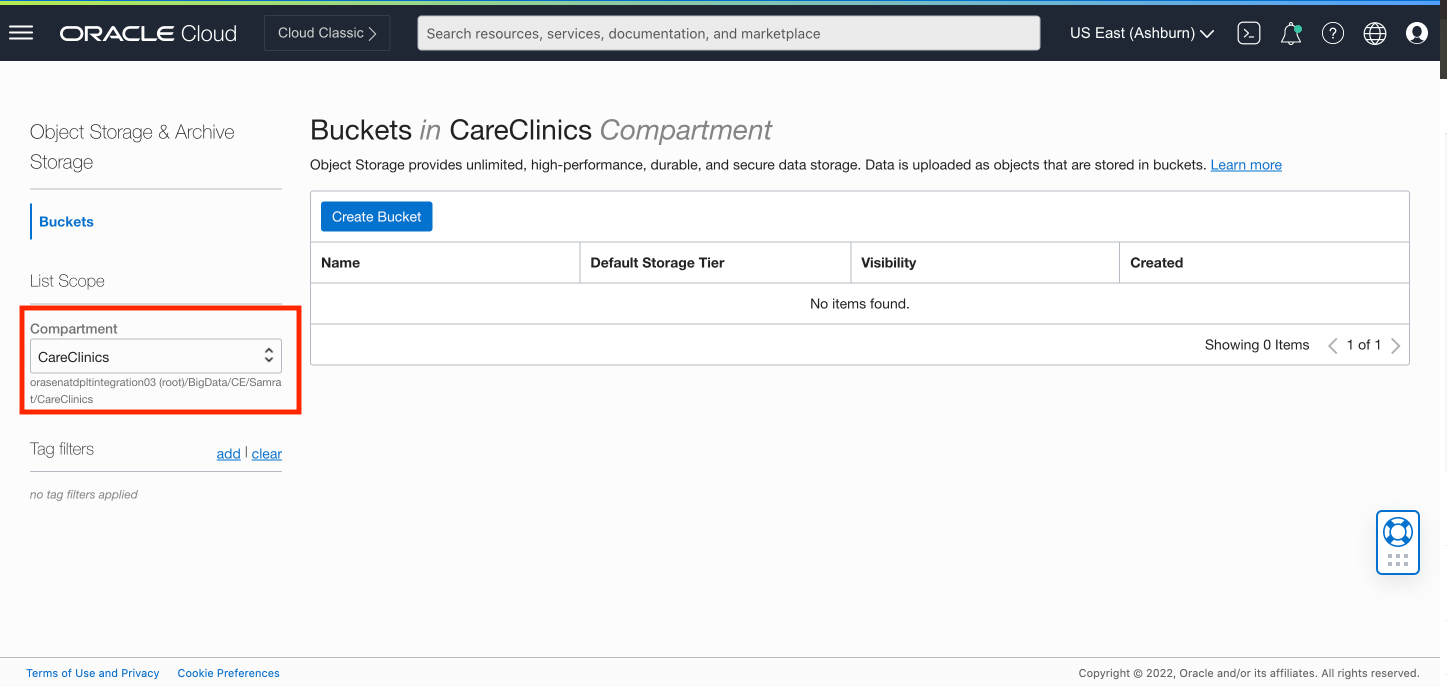 ORACLE Cloud
Cloud Classic
Search resources, services, documentation, and marketplace
US East (Ashburn)
Object Storage & Archive
Storage
Buckets
List Scope
Compartment
CareClinics
orasenatdpltintegration03 (root)/BigData/CE/Samra
t/CareClinics
Tag filters
add | clear
no tag filters applied
Buckets in CareClinics Compartment
Object Storage provides unlimited, high-performance, durable, and secure data storage. Data is uploaded as objects that are stored in buckets. Learn more
Create Bucket
Name Default Storage Tier Visibility Created
No items found.
Showing 0 Items 1 of 1
Terms of Use and Privacy Cookie Preferences
Copyright © 2022, Oracle and/or its affiliates. All rights reserved.